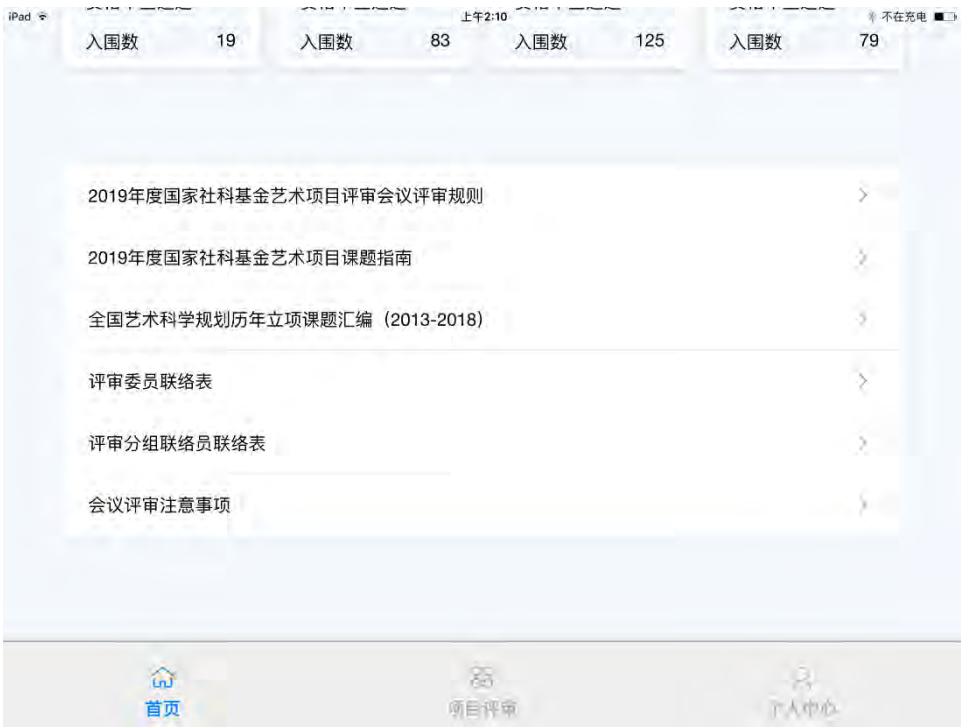 iPad
上午2:10
不在充电
入围数 19 入围数 83 入围数 125 入围数 79
2019年度国家社科基金艺术项目评审会议评审规则
2019年度国家社科基金艺术项目课题指南
全国艺术科学规划历年立项课题汇编（2013-2018）
评审委员联络表
评审分组联络员联络表
会议评审注意事项
首页 项目评审 个人中心